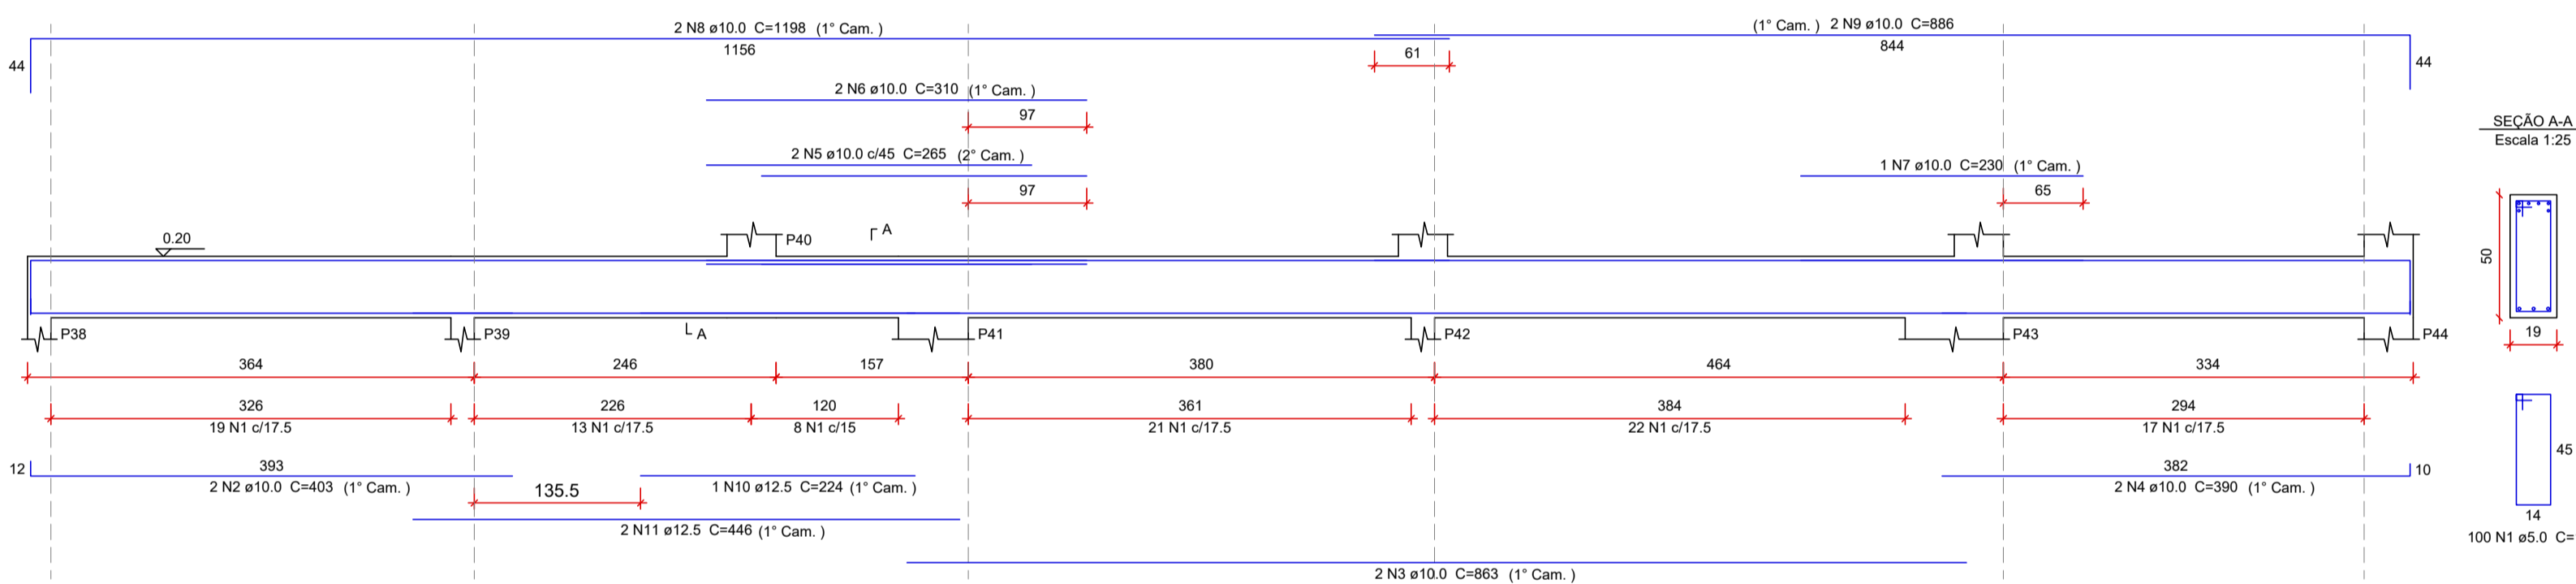 2 N8 ø10.0 C=1198 (1° Cam. )
(1° Cam. ) 2 N9 ø10.0 C=886
1156
61
844
44
44
2 N6 ø10.0 C=310 (1° Cam. )
97
SEÇÃO A-A
Escala 1:25
2 N5 ø10.0 c/45 C=265 (2° Cam. )
1 N7 ø10.0 C=230 (1° Cam. )
97
65
0.20
P40
A
50
P38
P39
A
P41
P42
P43
P44
19
364
246
157
380
464
334
326
226
120
361
384
294
19 N1 c/17.5
13 N1 c/17.5
8 N1 c/15
21 N1 c/17.5
22 N1 c/17.5
17 N1 c/17.5
45
12
393
382
10
2 N2 ø10.0 C=403 (1° Cam. )
135.5
1 N10 ø12.5 C=224 (1° Cam. )
2 N4 ø10.0 C=390 (1° Cam. )
14
2 N11 ø12.5 C=446 (1° Cam. )
100 N1 ø5.0 C=
2 N3 ø10.0 C=863 (1° Cam. )